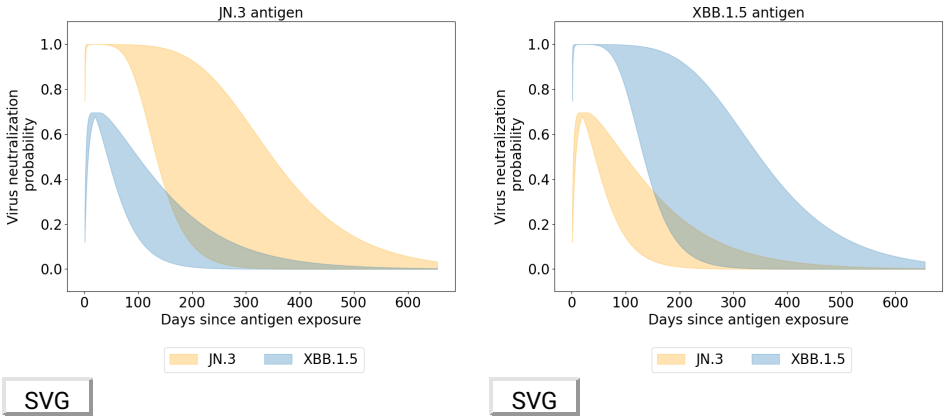 JN.3 antigen
1.0
0.8
0.6
0.4
0.2
0.0
Virus neutralization
probability
0 100 200 300 400 500 600
Days since antigen exposure
JN.3 XBB.1.5
SVG
XBB.1.5 antigen
1.0
0.8
0.6
0.4
0.2
0.0
Virus neutralization
probability
0 100 200 300 400 500 600
Days since antigen exposure
JN.3 XBB.1.5
SVG